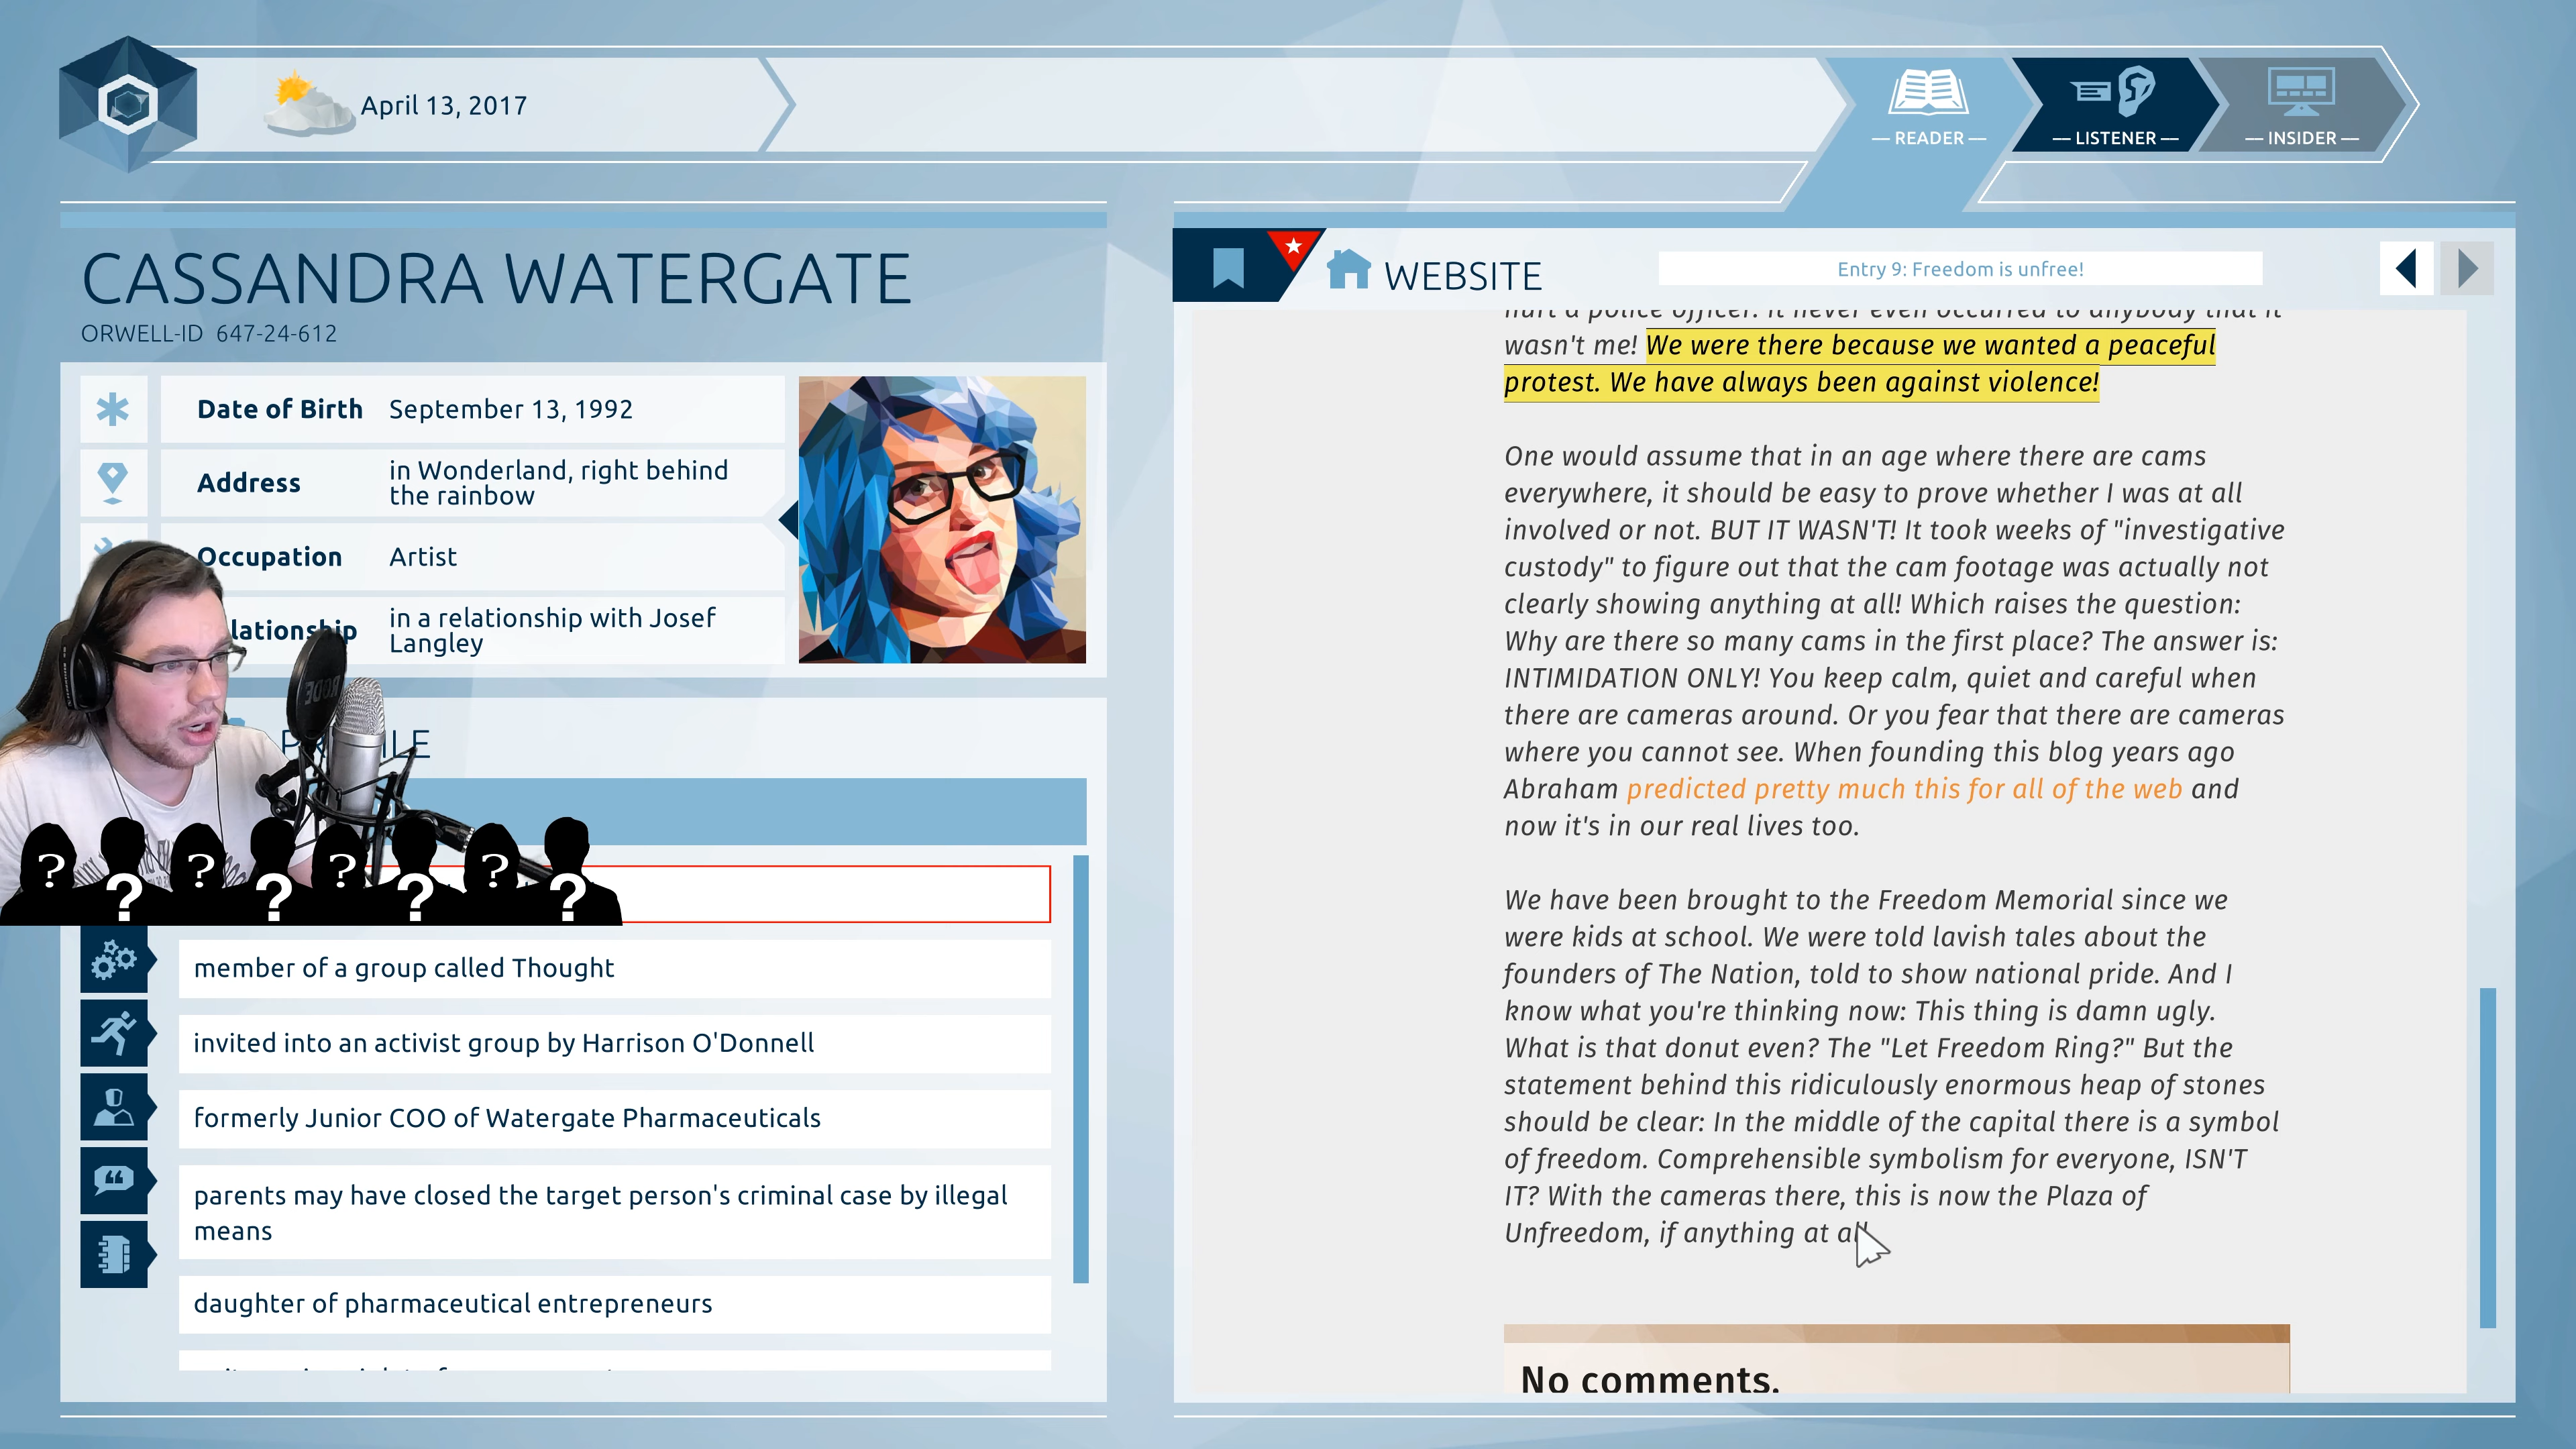 April 13, 2017
READER
LISTENER
INSIDER
CASSANDRA WATERGATE
ORWELL-ID 647-24-612
Date of Birth September 13, 1992
Address in Wonderland, right behind
the rainbow
Occupation Artist
lationship in a relationship with Josef
Langley
RODE
? ? ? ? ? ? ? ?
member of a group called Thought
invited into an activist group by Harrison O'Donnell
formerly Junior COO of Watergate Pharmaceuticals
parents may have closed the target person's criminal case by illegal
means
daughter of pharmaceutical entrepreneurs
WEBSITE
Entry 9: Freedom is unfree!
hurt a police officer. It never even occurred to anybody that it
wasn't me! We were there because we wanted a peaceful
protest. We have always been against violence!
One would assume that in an age where there are cams
everywhere, it should be easy to prove whether I was at all
involved or not. BUT IT WASN'T! It took weeks of "investigative
custody" to figure out that the cam footage was actually not
clearly showing anything at all! Which raises the question:
Why are there so many cams in the first place? The answer is:
INTIMIDATION ONLY! You keep calm, quiet and careful when
there are cameras around. Or you fear that there are cameras
where you cannot see. When founding this blog years ago
Abraham predicted pretty much this for all of the web and
now it's in our real lives too.
We have been brought to the Freedom Memorial since we
were kids at school. We were told lavish tales about the
founders of The Nation, told to show national pride. And I
know what you're thinking now: This thing is damn ugly.
What is that donut even? The "Let Freedom Ring?" But the
statement behind this ridiculously enormous heap of stones
should be clear: In the middle of the capital there is a symbol
of freedom. Comprehensible symbolism for everyone, ISN'T
IT? With the cameras there, this is now the Plaza of
Unfreedom, if anything at all
No comments.